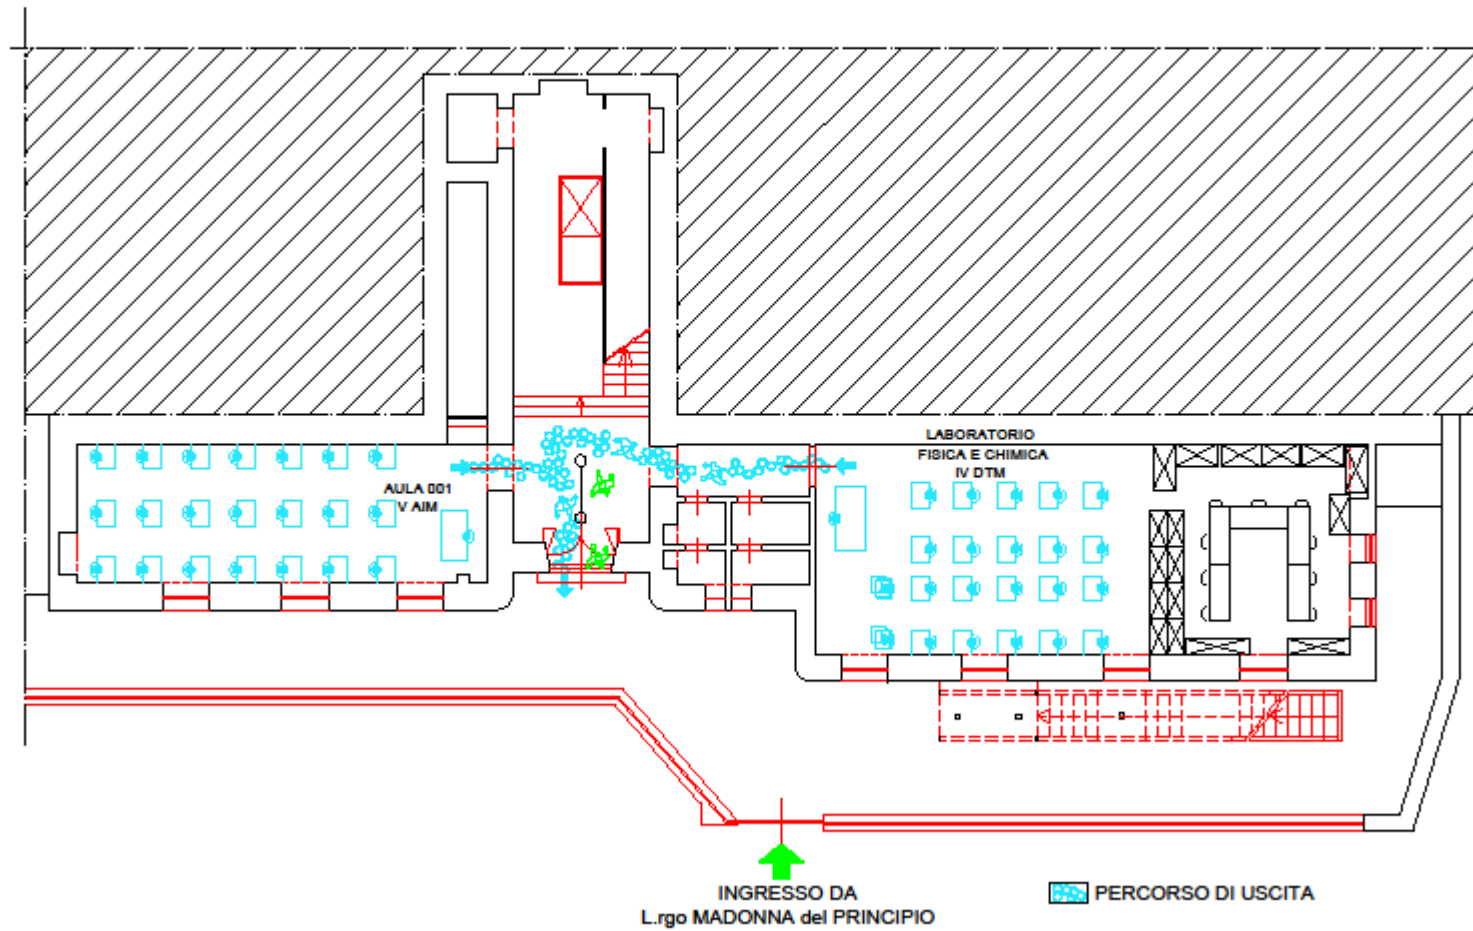 LABORATORIO
FISICA E CHIMICA
IV DTM
AULA 001
V AIM
INGRESSO DA
L.rgo MADONNA del PRINCIPIO
PERCORSO DI USCITA